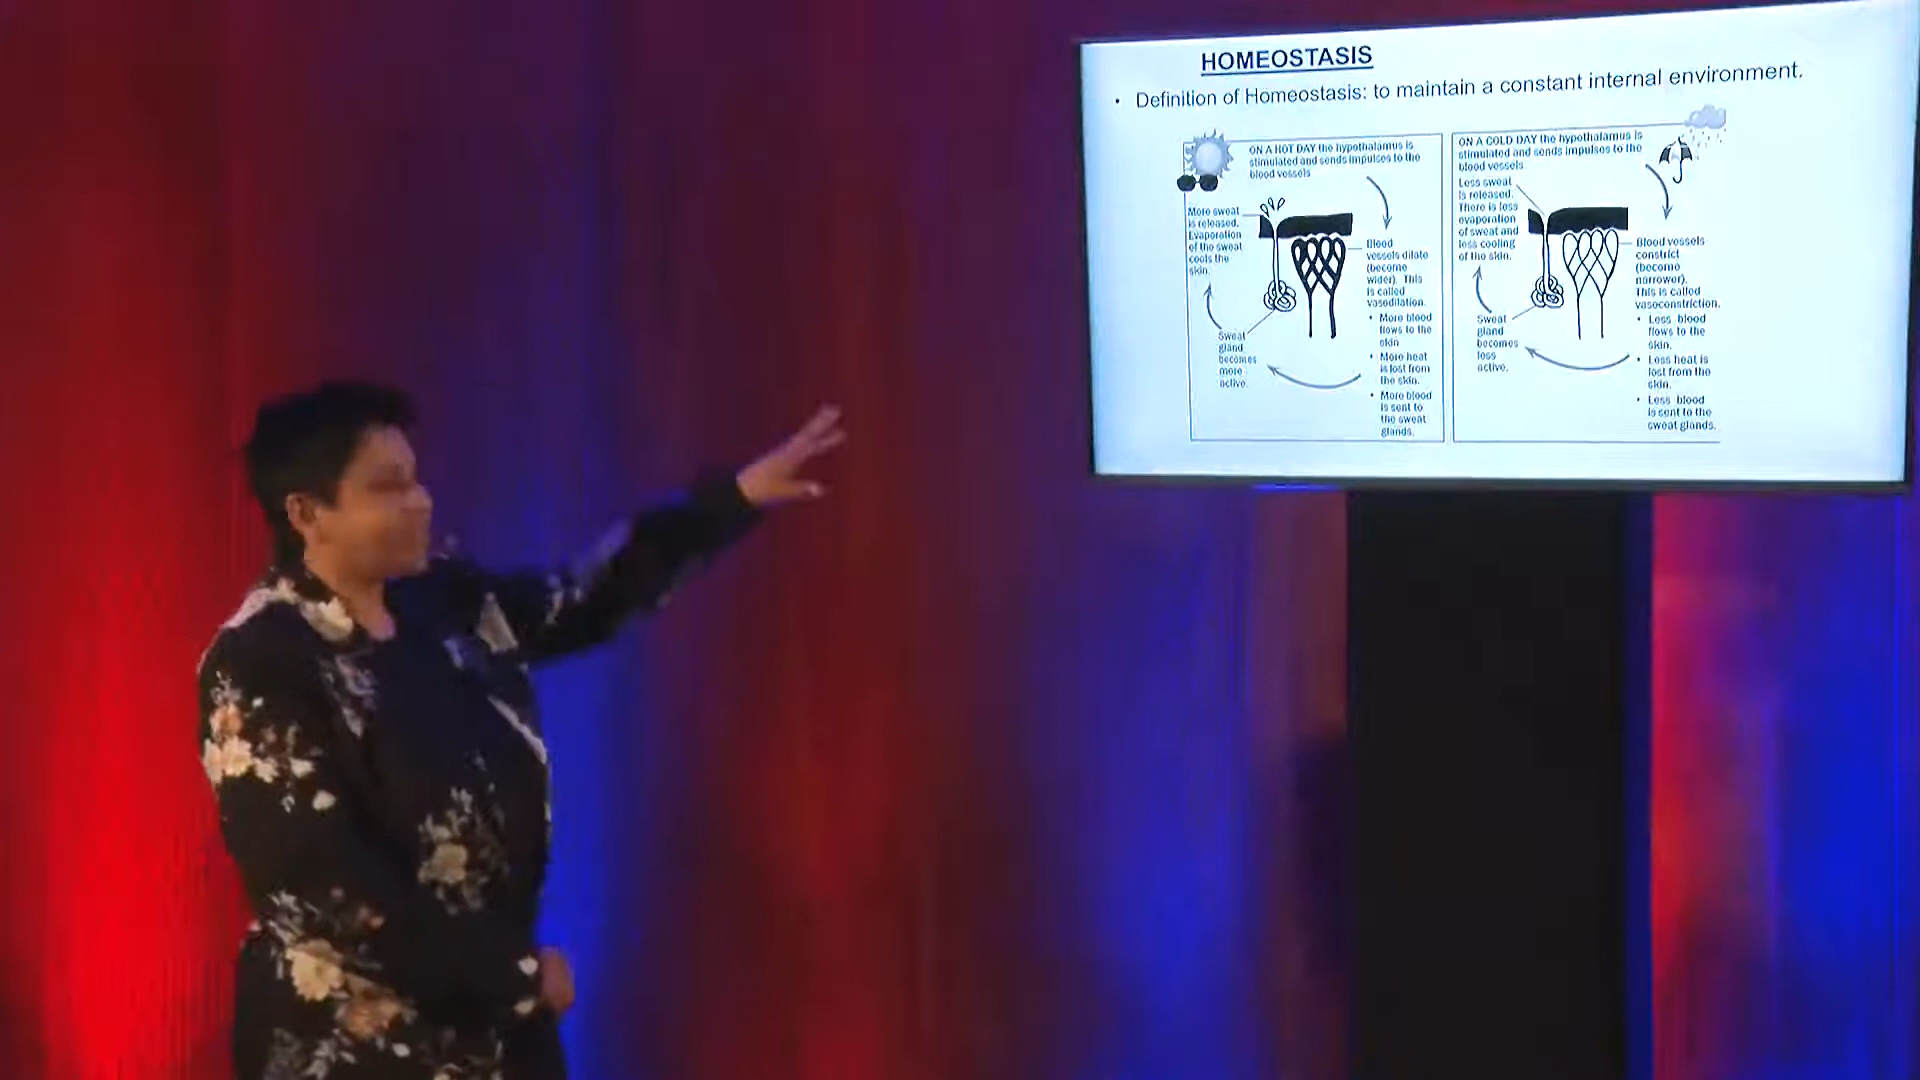 HOMEOSTASIS
• Definition of Homeostasis: to maintain a constant internal environment.
ON A HOT DAY the hypothalamus is
stimulated and sends impulses to the
blood vessels
More sweat
is released.
Evaporation
of the sweat
cools the
skin.
Blood
vessels dilate
(become
wider). This
is called
vasodilation.
• More blood
flows to the
skin
• More heat
is lost from
the skin.
• More blood
is sent to
the sweat
glands.
Sweat
gland
becomes
more
active.
ON A COLD DAY the hypothalamus is
stimulated and sends impulses to the
blood vessels
Less sweat
is released.
There is less
evaporation
of sweat and
less cooling
of the skin.
Blood vessels
constrict
(become
narrower).
This is called
vasoconstriction.
• Less blood
flows to the
skin.
• Less heat is
lost from the
skin.
• Less blood
is sent to the
sweat glands.
Sweat
gland
becomes
less
active.